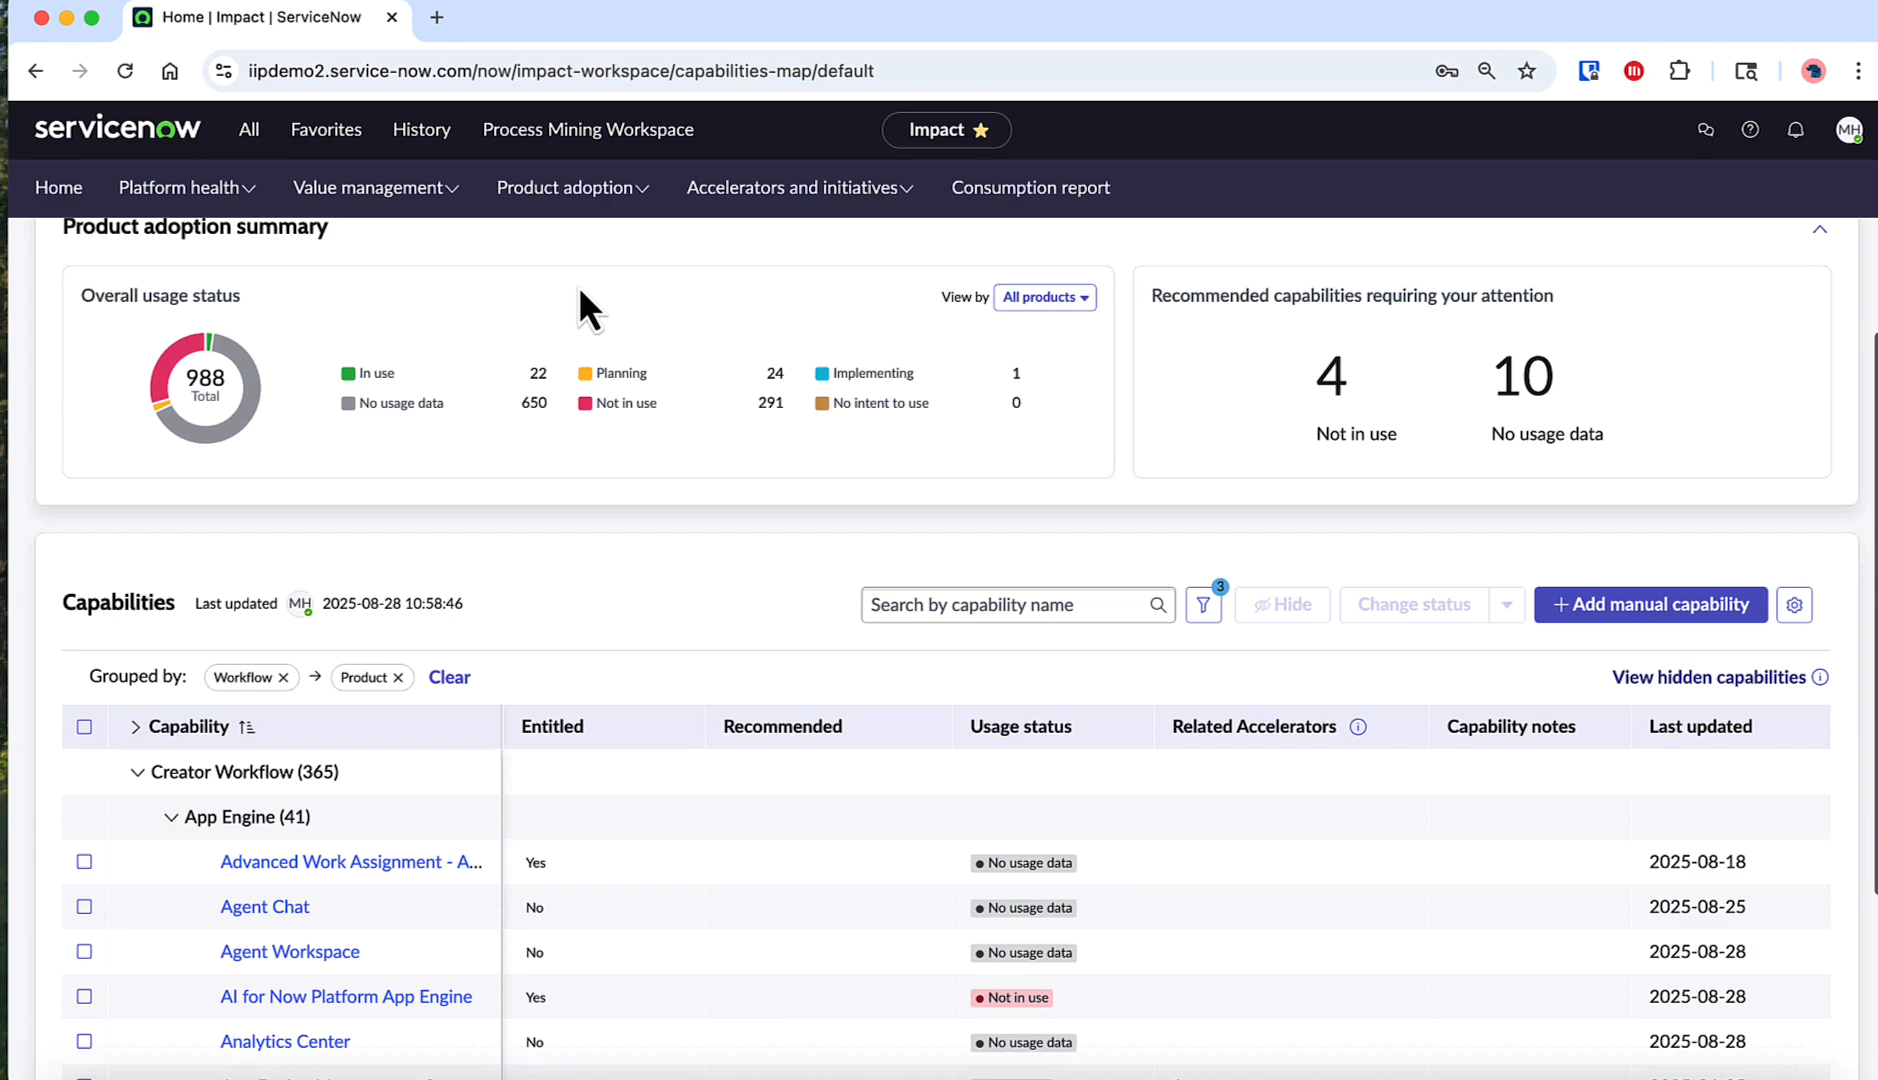 Home | Impact | ServiceNow
iipdemo2.service-now.com/now/impact-workspace/capabilities-map/default
servicenow All Favorites History Process Mining Workspace Impact MH
Home Platform health Value management Product adoption Accelerators and initiatives Consumption report
Product adoption summary
Overall usage status View by All products Recommended capabilities requiring your attention
988
Total
In use 22 Planning 24 Implementing 1
No usage data 650 Not in use 291 No intent to use 0
4 10
Not in use No usage data
3
Capabilities Last updated MH 2025-08-28 10:58:46 Search by capability name Hide Change status + Add manual capability
Grouped by: Workflow × → Product × Clear View hidden capabilities
Capability Entitled Recommended Usage status Related Accelerators Capability notes Last updated
Creator Workflow (365)
App Engine (41)
Advanced Work Assignment - A... Yes No usage data 2025-08-18
Agent Chat No No usage data 2025-08-25
Agent Workspace No No usage data 2025-08-28
AI for Now Platform App Engine Yes Not in use 2025-08-28
Analytics Center No No usage data 2025-08-28